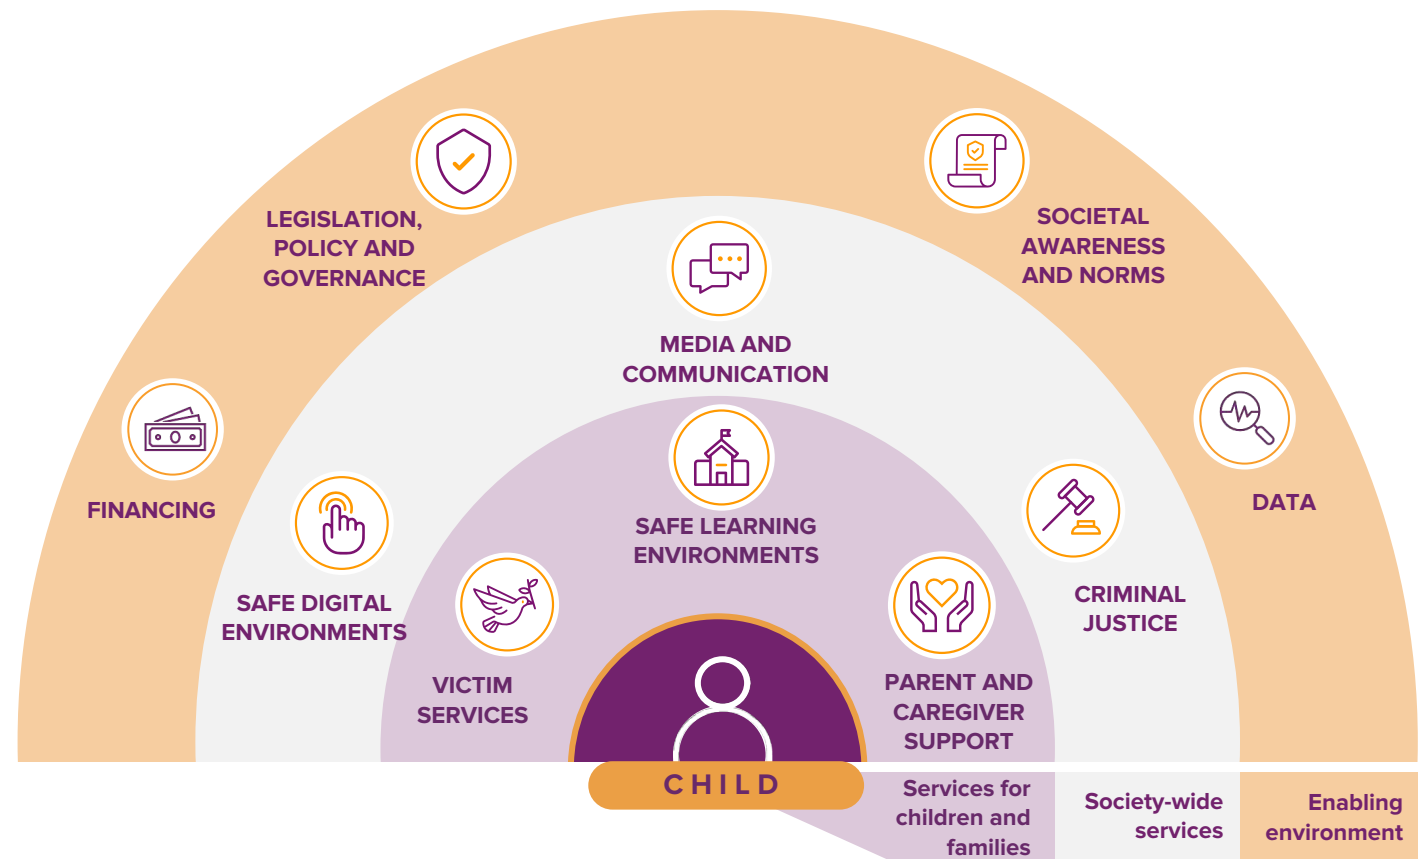 LEGISLATION,
POLICY AND
GOVERNANCE
SOCIETAL
AWARENESS
AND NORMS
MEDIA AND
COMMUNICATION
FINANCING
DATA
SAFE LEARNING
ENVIRONMENTS
SAFE DIGITAL
ENVIRONMENTS
CRIMINAL
JUSTICE
VICTIM
SERVICES
PARENT AND
CAREGIVER
SUPPORT
CHILD
Services for
children and
families
Society-wide
services
Enabling
environment